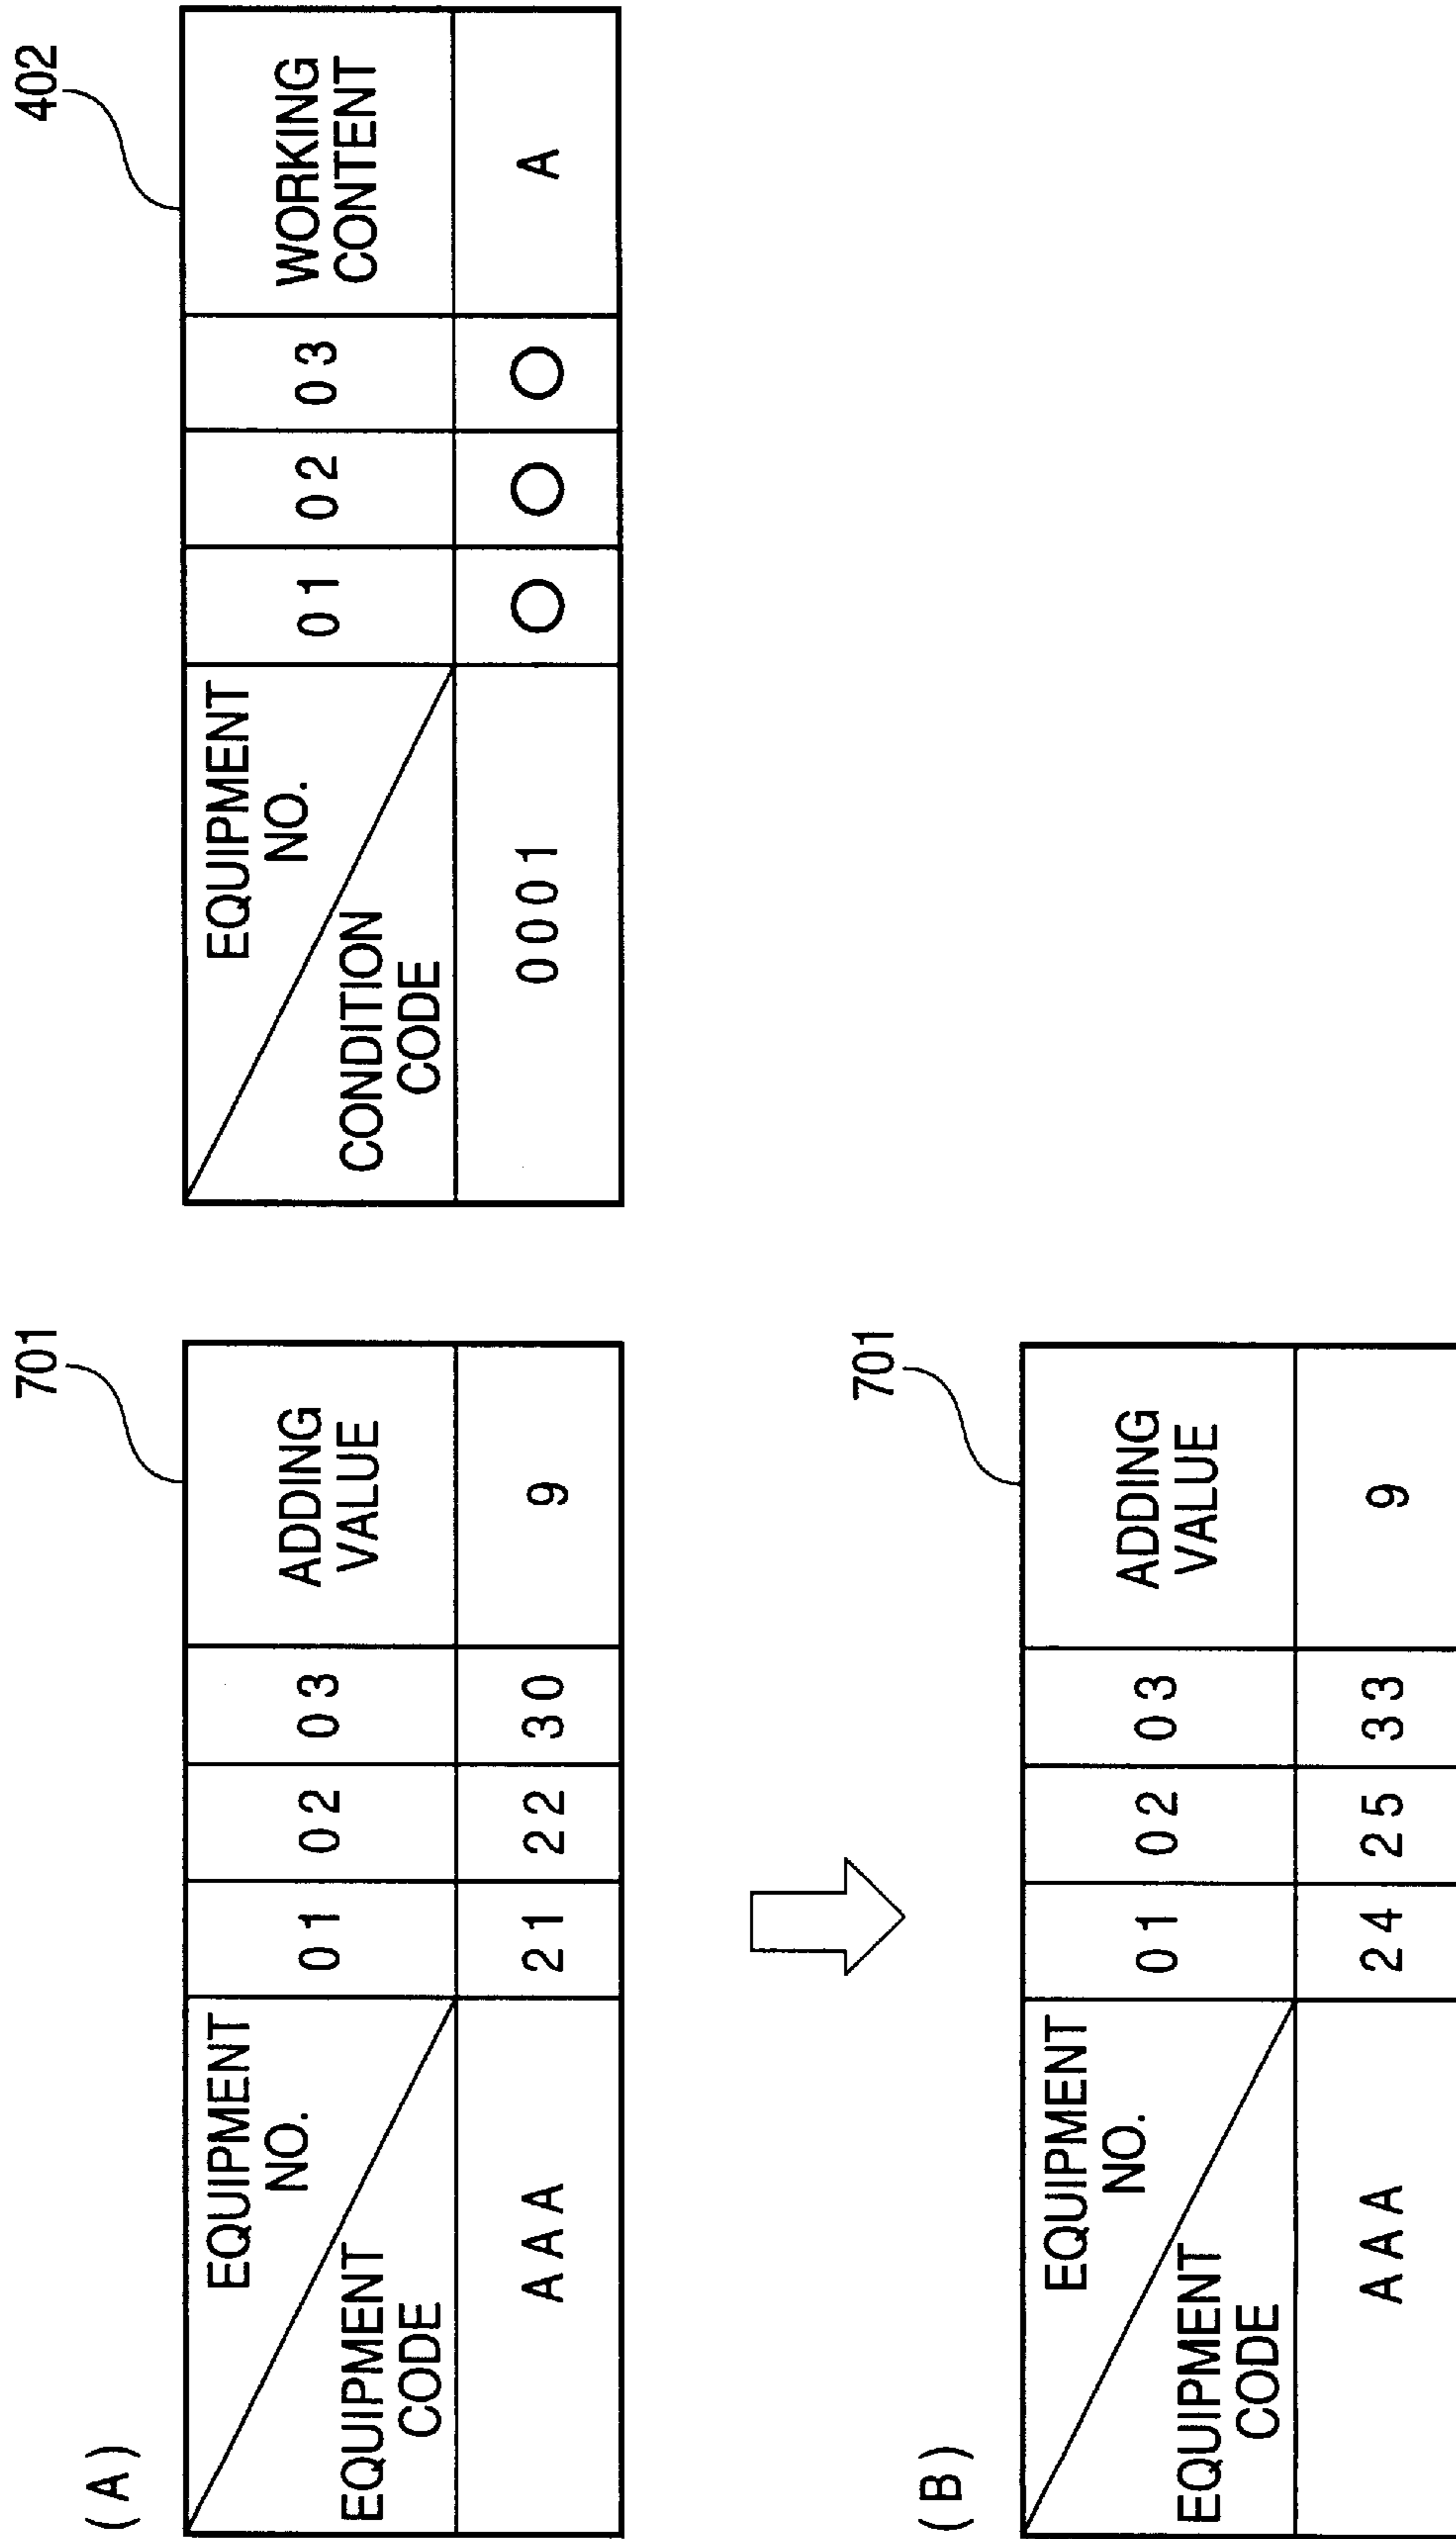 (A)
701
EQUIPMENT
NO.
EQUIPMENT
CODE
01
02
03
ADDING
VALUE
AAA
21
22
30
9
402
EQUIPMENT
NO.
CONDITION
CODE
01
02
03
WORKING
CONTENT
0001
○
○
○
A
(B)
701
EQUIPMENT
NO.
EQUIPMENT
CODE
01
02
03
ADDING
VALUE
AAA
24
25
33
9